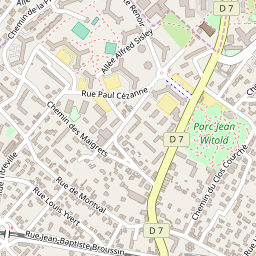 D 7
Renoir
Chemin de la
Allée Alfred Sisley
Rue Paul Cézanne
Parc Jean
Witold
D 7
Chemin des Maigrets
Chemin du Clos Courché
Rue de Montval
Rue Louis Yvert
D 7
Rue Jean-Baptiste Broussin